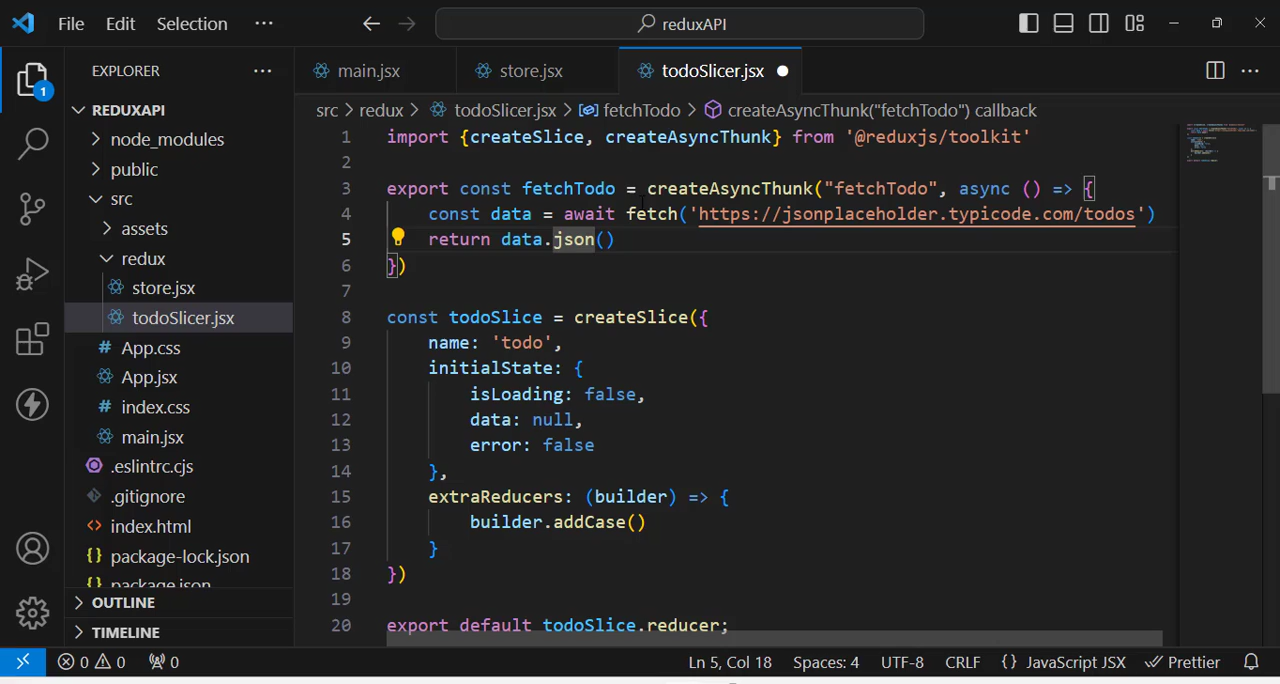 File Edit Selection ··· reduxAPI
EXPLORER ··· main.jsx store.jsx todoSlicer.jsx ···
src > redux > todoSlicer.jsx > fetchTodo > createAsyncThunk("fetchTodo") callback
1
REDUXAPI
node_modules
public
src
assets
redux
store.jsx
todoSlicer.jsx
# App.css
App.jsx
# index.css
main.jsx
.eslintrc.cjs
.gitignore
<> index.html
{} package-lock.json
{} package.json
OUTLINE
TIMELINE
1 import {createSlice, createAsyncThunk} from '@reduxjs/toolkit'
2
3 export const fetchTodo = createAsyncThunk("fetchTodo", async () => {
4 const data = await fetch('https://jsonplaceholder.typicode.com/todos')
5 return data.json()
6 })
7
8 const todoSlice = createSlice({
9 name: 'todo',
10 initialState: {
11 isLoading: false,
12 data: null,
13 error: false
14 },
15 extraReducers: (builder) => {
16 builder.addCase()
17 }
18 })
19
20 export default todoSlice.reducer;
0 0 0 Ln 5, Col 18 Spaces: 4 UTF-8 CRLF {} JavaScript JSX Prettier